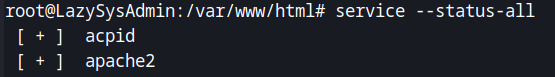 root@LazySysAdmin:/var/www/html# service --status-all
[ + ] acpid
[ + ] apache2